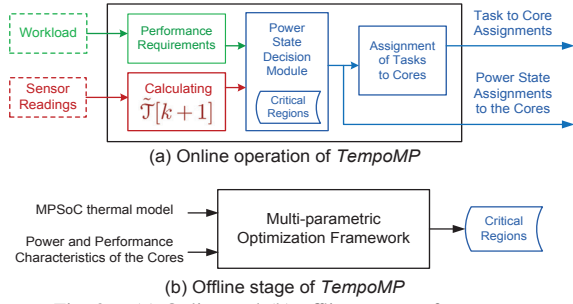 Workload
Performance
Requirements
Power
State
Decision
Module
Critical
Regions
Assignment
of Tasks
to Cores
Task to Core
Assignments
Sensor
Readings
Calculating
T̃[k + 1]
Power State
Assignments
to the Cores
(a) Online operation of TempoMP
MPSoC thermal model
Power and Performance
Characteristics of the Cores
Multi-parametric
Optimization Framework
Critical
Regions
(b) Offline stage of TempoMP